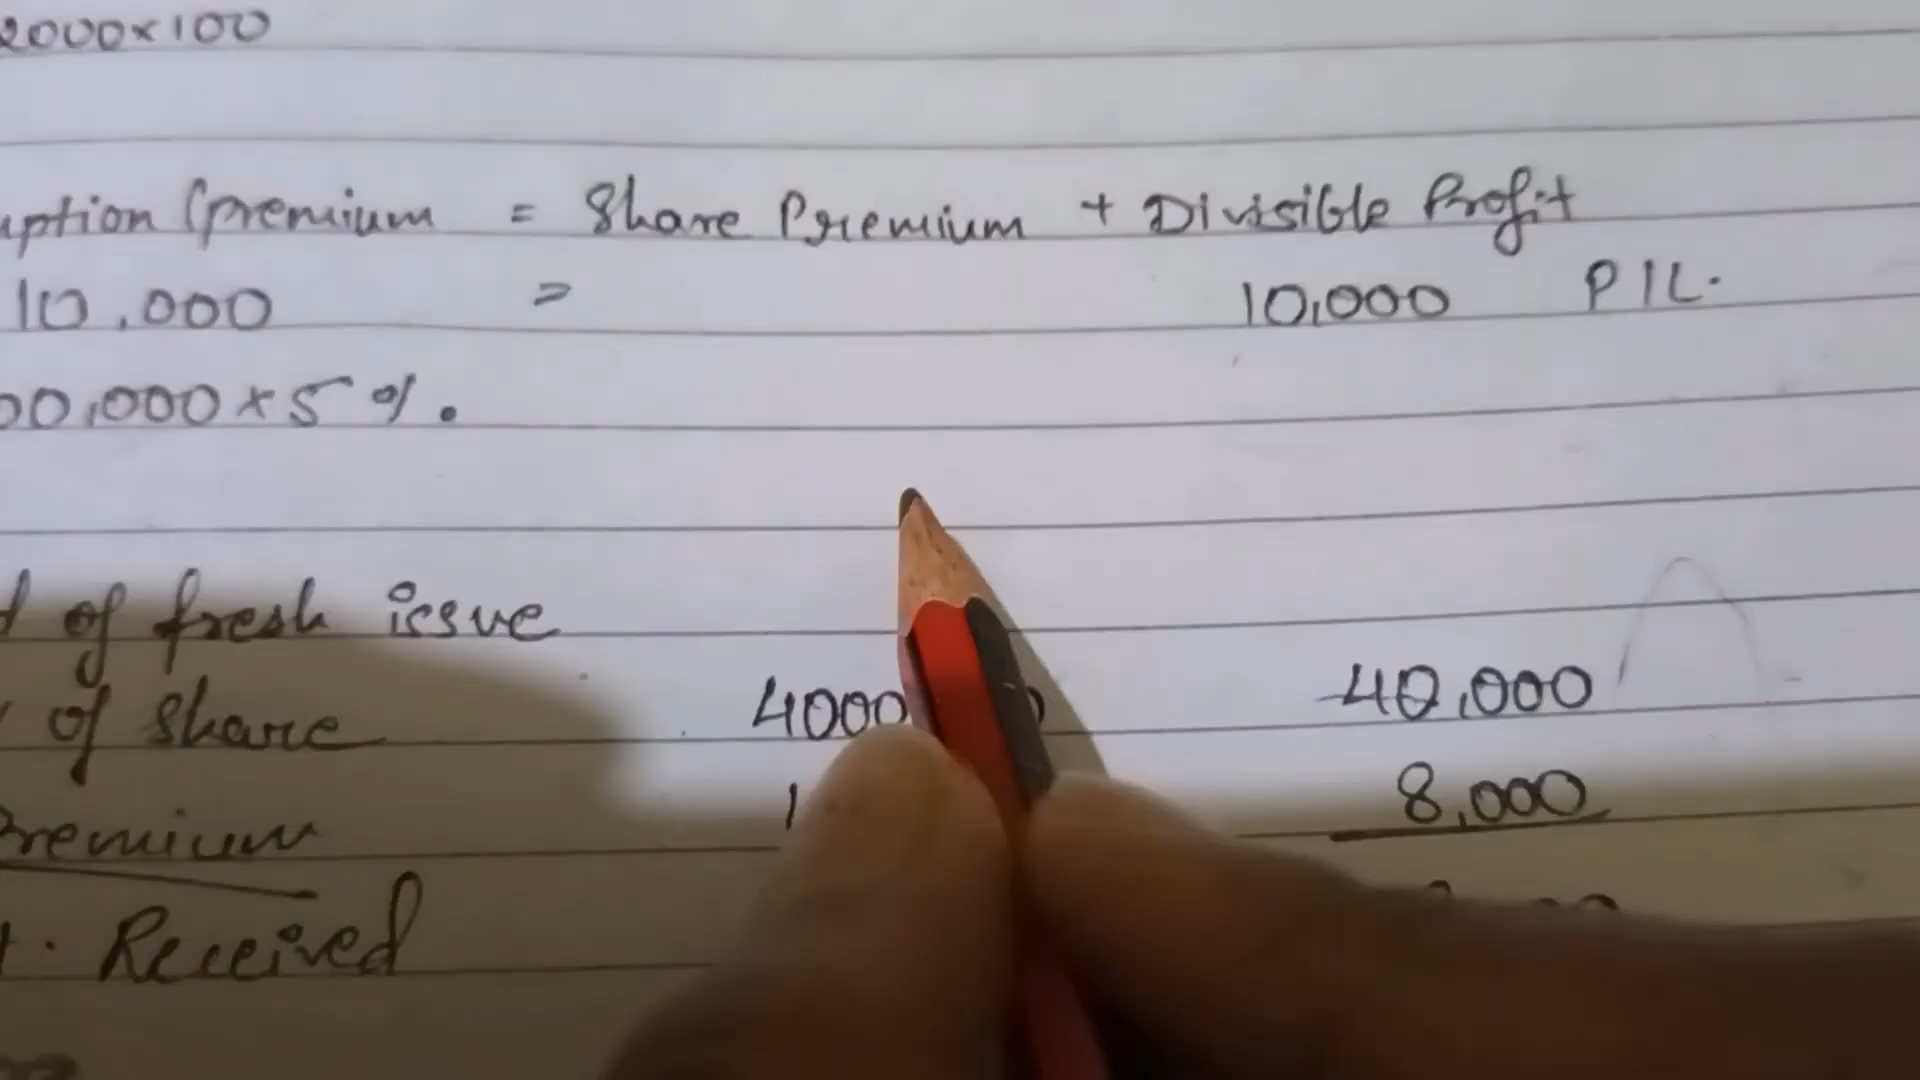 2000×100
uption (premium = Share Premium + Divisible Profit
10,000 = 10,000 P/L.
00,000×5%.
of fresh issue
of share 4000 40,000
Premium 1 8,000
Received